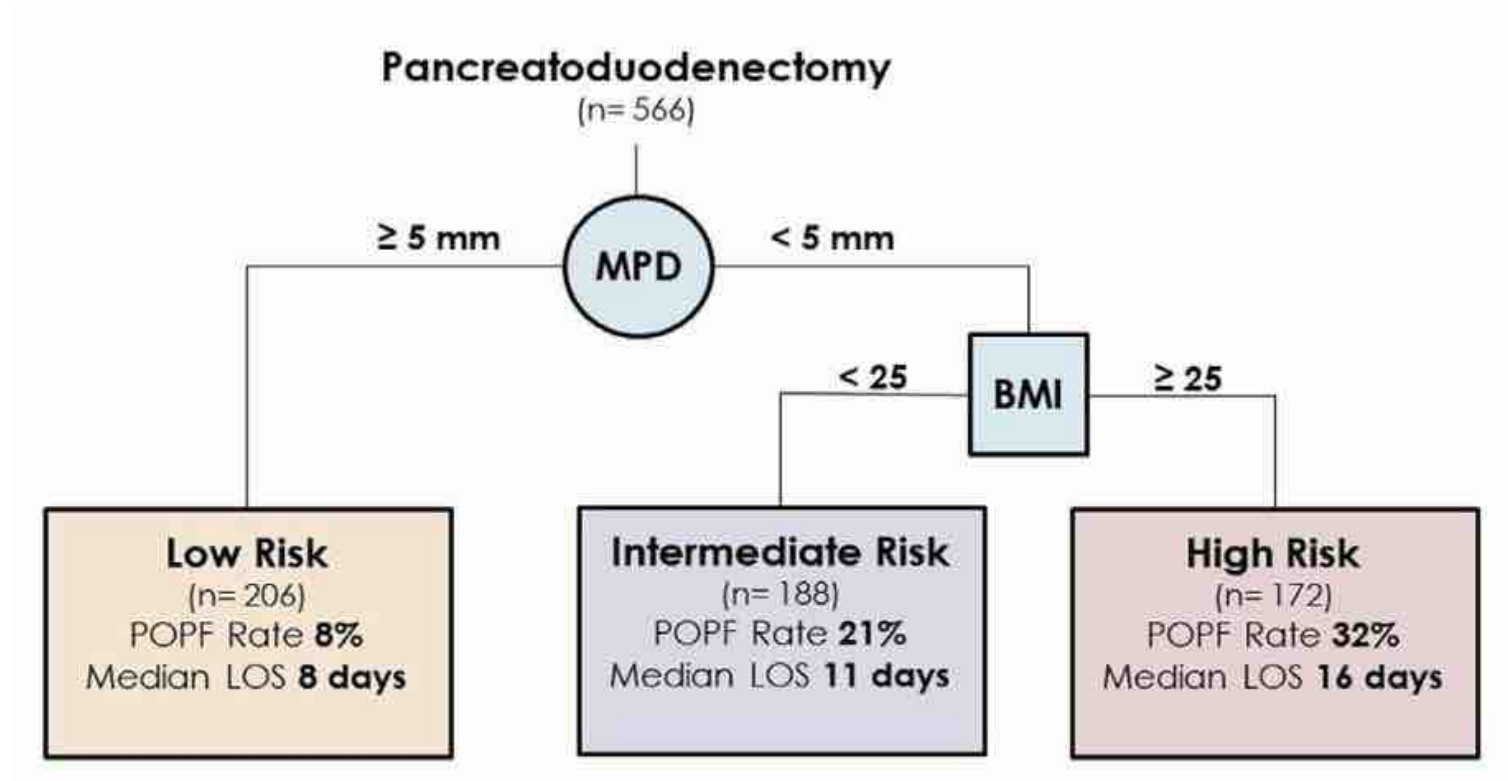 Pancreatoduodenectomy
(n= 566)
≥ 5 mm
< 5 mm
MPD
< 25
≥ 25
BMI
Low Risk
(n= 206)
POPF Rate 8%
Median LOS 8 days
Intermediate Risk
(n= 188)
POPF Rate 21%
Median LOS 11 days
High Risk
(n= 172)
POPF Rate 32%
Median LOS 16 days